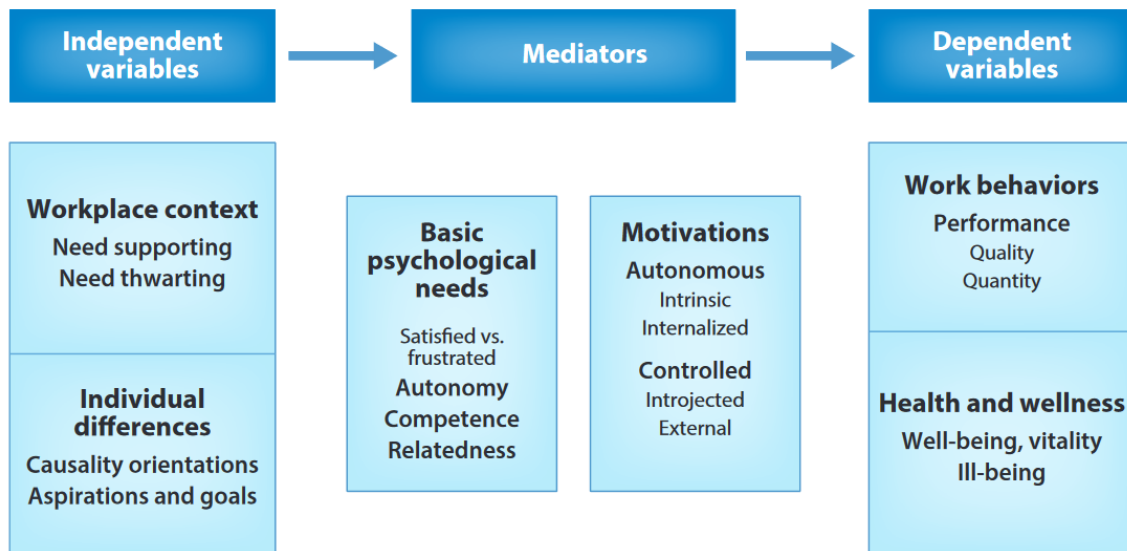 Independent
variables
Mediators
Dependent
variables
Workplace context
Need supporting
Need thwarting
Individual
differences
Causality orientations
Aspirations and goals
Basic
psychological
needs
Satisfied vs.
frustrated
Autonomy
Competence
Relatedness
Motivations
Autonomous
Intrinsic
Internalized
Controlled
Introjected
External
Work behaviors
Performance
Quality
Quantity
Health and wellness
Well-being, vitality
Ill-being